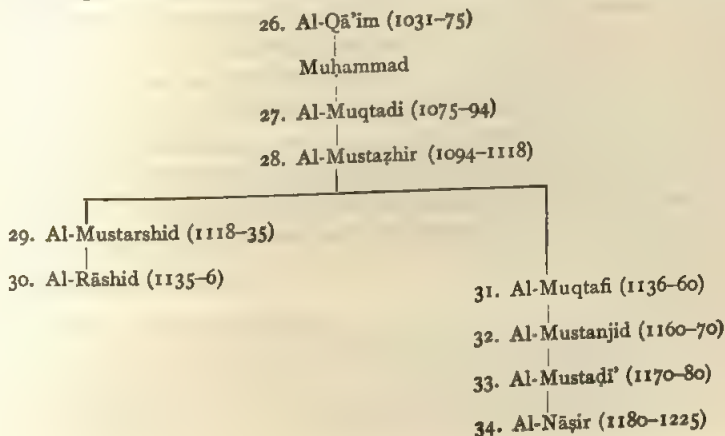 26. Al-Qā'im (1031–75)
Muḥammad
27. Al-Muqtadi (1075–94)
28. Al-Mustaẓhir (1094–1118)
29. Al-Mustarshid (1118–35)
30. Al-Rāshid (1135–6)
31. Al-Muqtafi (1136–60)
32. Al-Mustanjid (1160–70)
33. Al-Mustaḍī' (1170–80)
34. Al-Nāṣir (1180–1225)